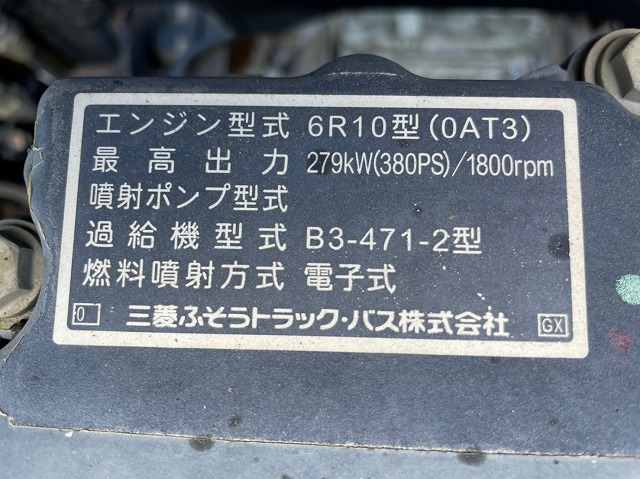 エンジン型式 6R10型(0AT3)
最高出力 279kW(380PS)/1800rpm
噴射ポンプ型式
過給機型式 B3-471-2型
燃料噴射方式 電子式
0 三菱ふそうトラック・バス株式会社 GX